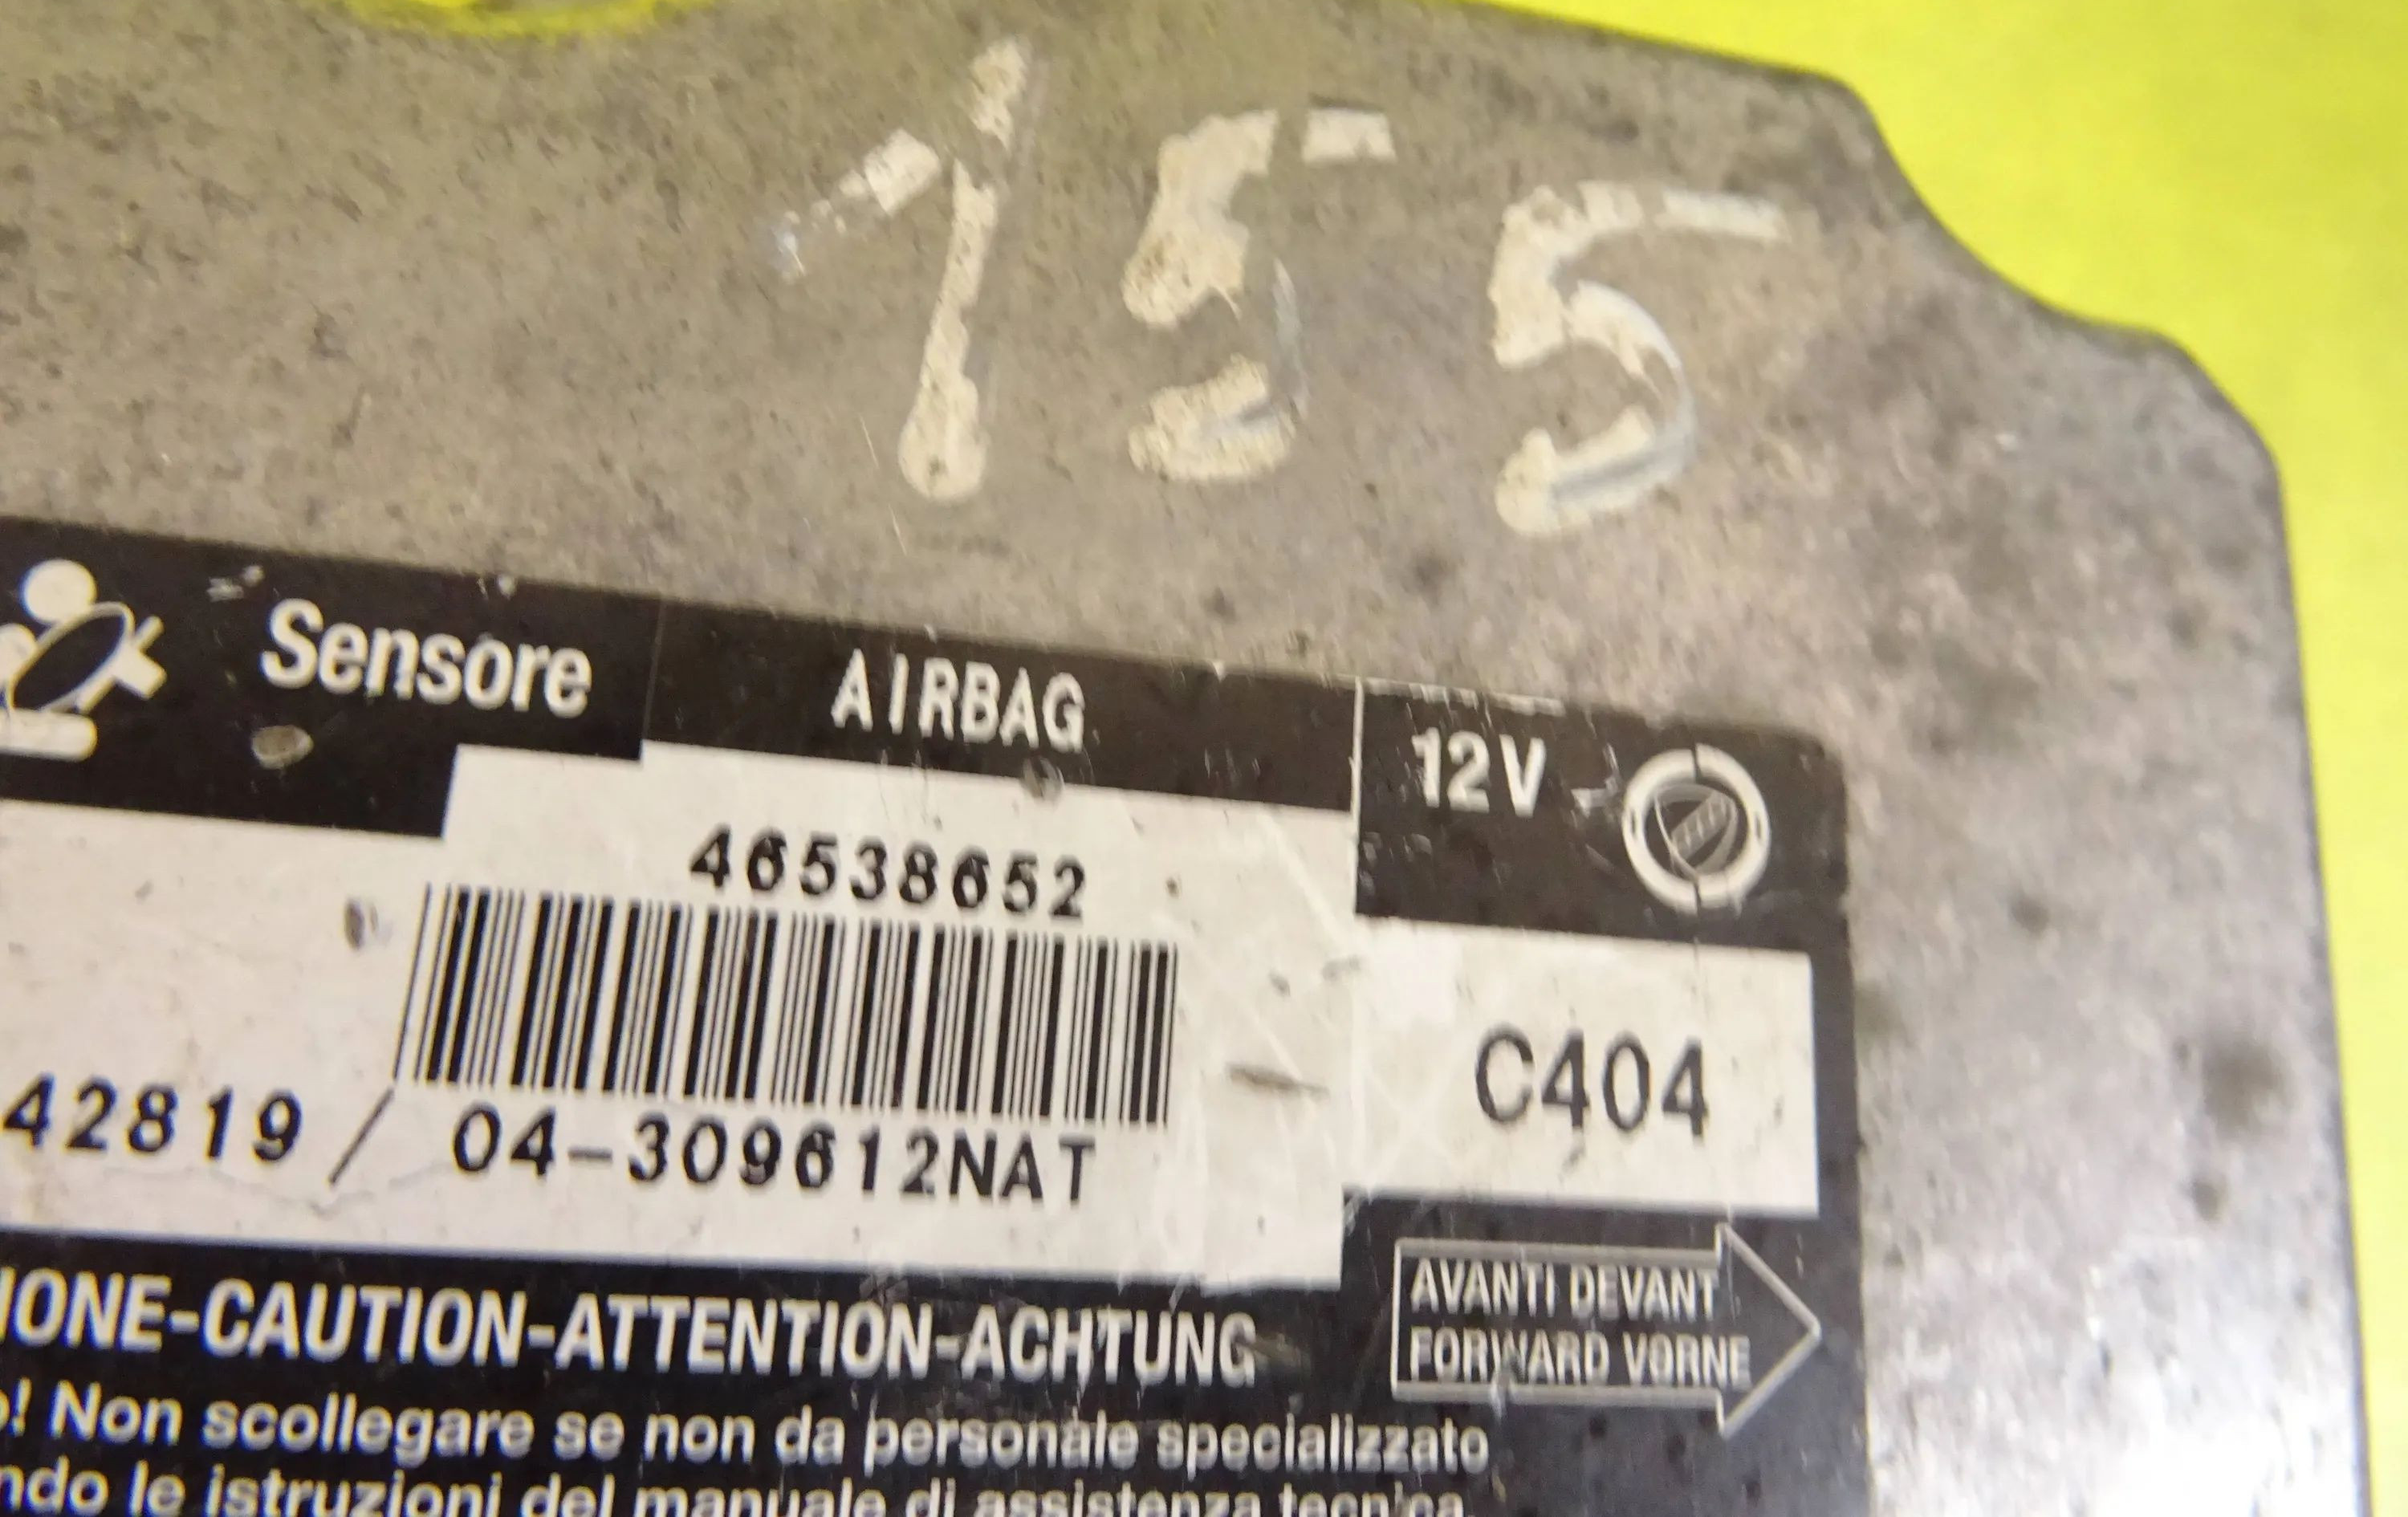 155
Sensore AIRBAG 12V
46538652
C404
42819 / 04-309612NAT
AVANTI DEVANT
FORWARD VORNE
IONE-CAUTION-ATTENTION-ACHTUNG
o! Non scollegare se non da personale specializzato
ndo le istruzioni del manuale di assistenza tecnica.